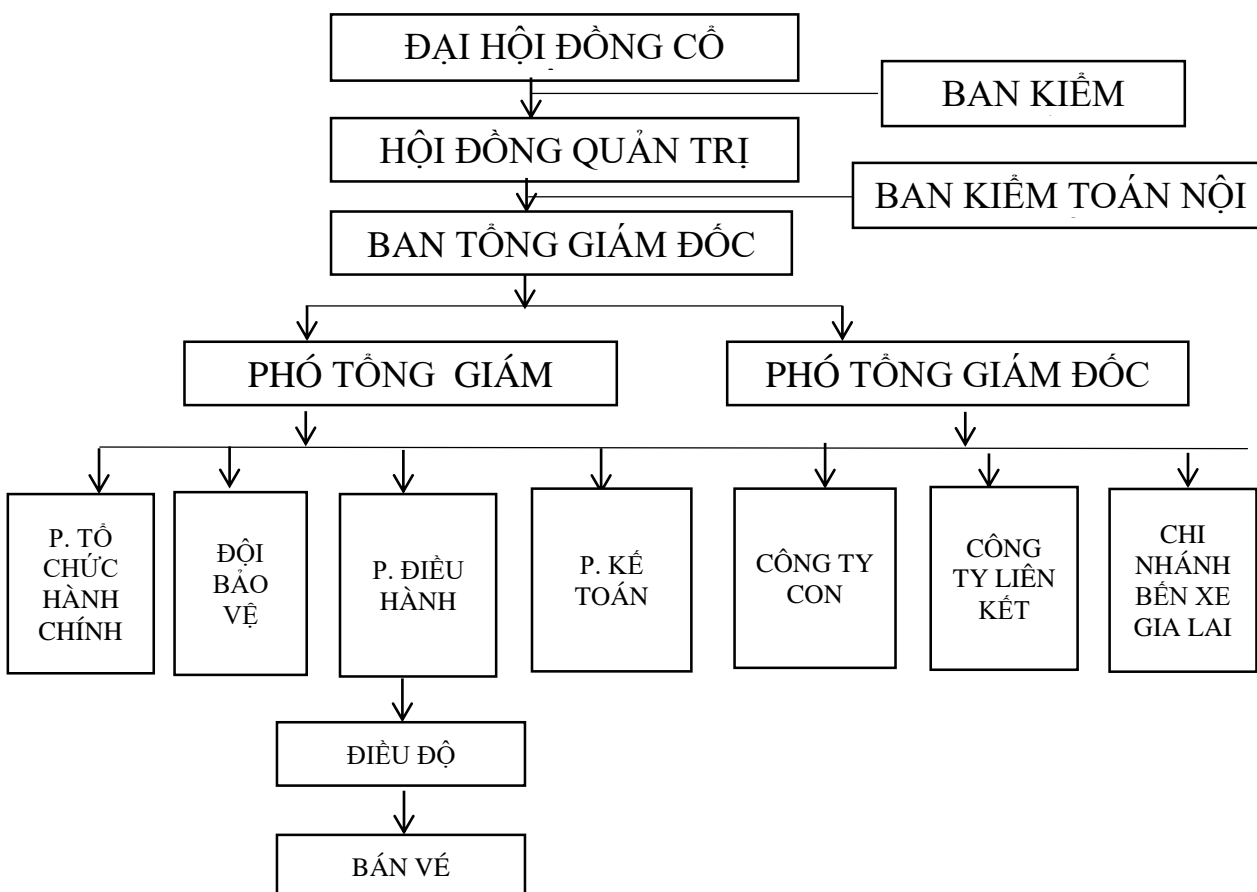 ĐẠI HỘI ĐỒNG CỔ
BAN KIỂM
HỘI ĐỒNG QUẢN TRỊ
BAN KIỂM TOÁN NỘI
BAN TỔNG GIÁM ĐỐC
PHÓ TỔNG GIÁM
PHÓ TỔNG GIÁM ĐỐC
P. TỔ
CHỨC
HÀNH
CHÍNH
ĐỘI
BẢO
VỆ
P. ĐIỀU
HÀNH
P. KẾ
TOÁN
CÔNG TY
CON
CÔNG
TY LIÊN
KẾT
CHI
NHÁNH
BẾN XE
GIA LAI
ĐIỀU ĐỘ
BÁN VÉ